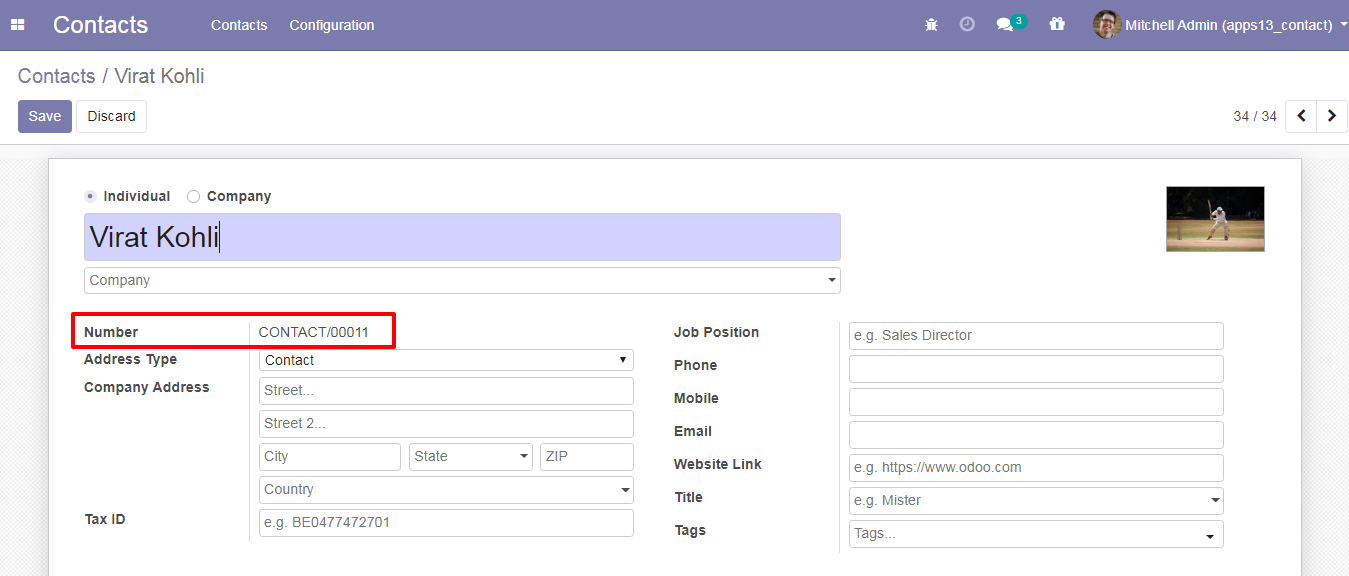 Contacts Contacts Configuration 3 Mitchell Admin (apps13_contact)
Contacts / Virat Kohli
Save Discard 34 / 34
Individual Company
Virat Kohli
Company
Number CONTACT/00011 Job Position e.g. Sales Director
Address Type Contact Phone
Company Address Street...
Mobile
Street 2... Email
City State ZIP Website Link e.g. https://www.odoo.com
Country Title e.g. Mister
Tax ID e.g. BE0477472701 Tags Tags...